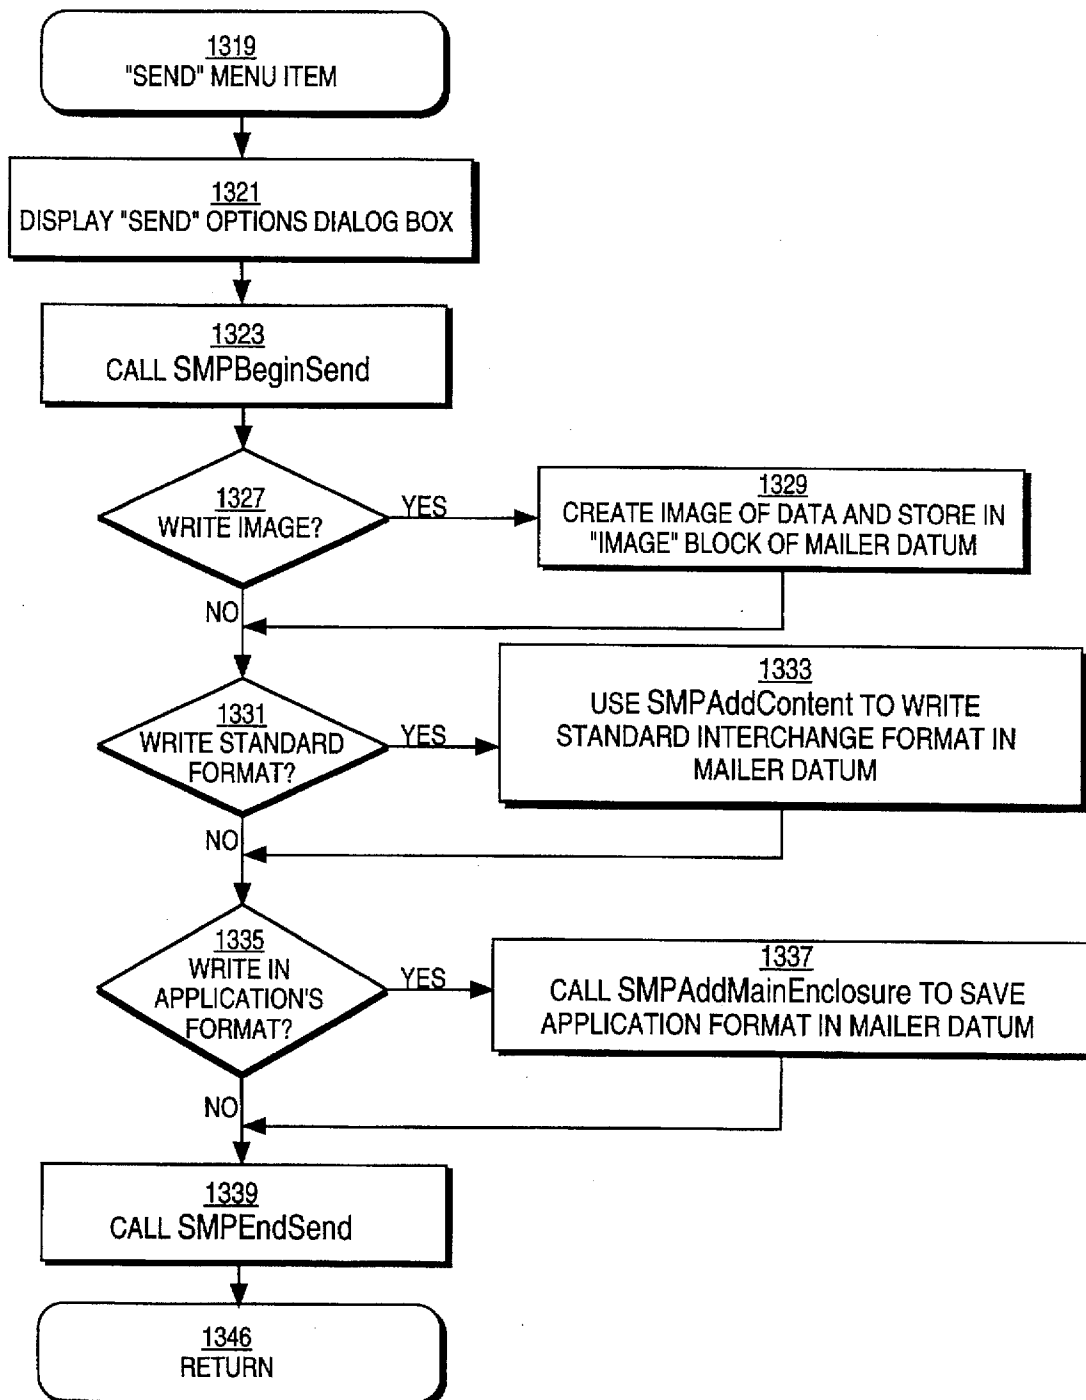 1319
"SEND" MENU ITEM
1321
DISPLAY "SEND" OPTIONS DIALOG BOX
1323
CALL SMPBeginSend
1327
WRITE IMAGE?
YES
1329
CREATE IMAGE OF DATA AND STORE IN
"IMAGE" BLOCK OF MAILER DATUM
NO
1331
WRITE STANDARD
FORMAT?
YES
1333
USE SMPAddContent TO WRITE
STANDARD INTERCHANGE FORMAT IN
MAILER DATUM
NO
1335
WRITE IN
APPLICATION'S
FORMAT?
YES
1337
CALL SMPAddMainEnclosure TO SAVE
APPLICATION FORMAT IN MAILER DATUM
NO
1339
CALL SMPEndSend
1346
RETURN